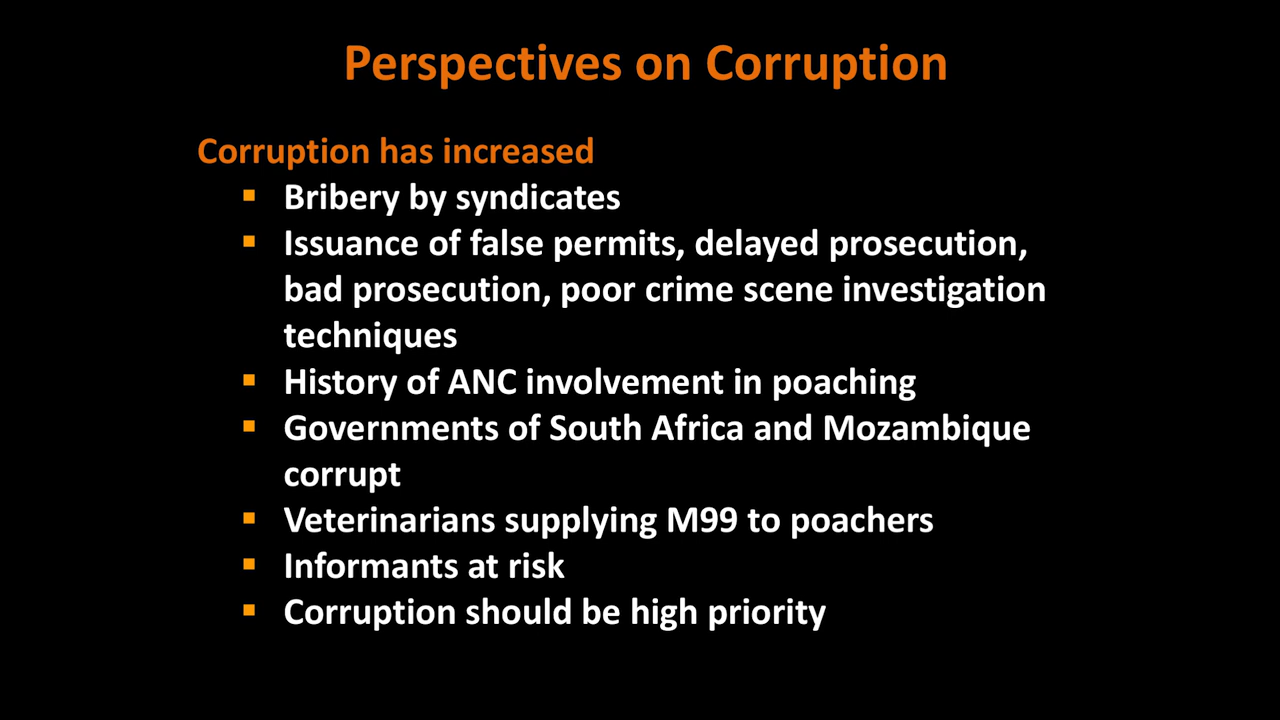 Perspectives on Corruption
Corruption has increased
▪ Bribery by syndicates
▪ Issuance of false permits, delayed prosecution,
bad prosecution, poor crime scene investigation
techniques
▪ History of ANC involvement in poaching
▪ Governments of South Africa and Mozambique
corrupt
▪ Veterinarians supplying M99 to poachers
▪ Informants at risk
▪ Corruption should be high priority